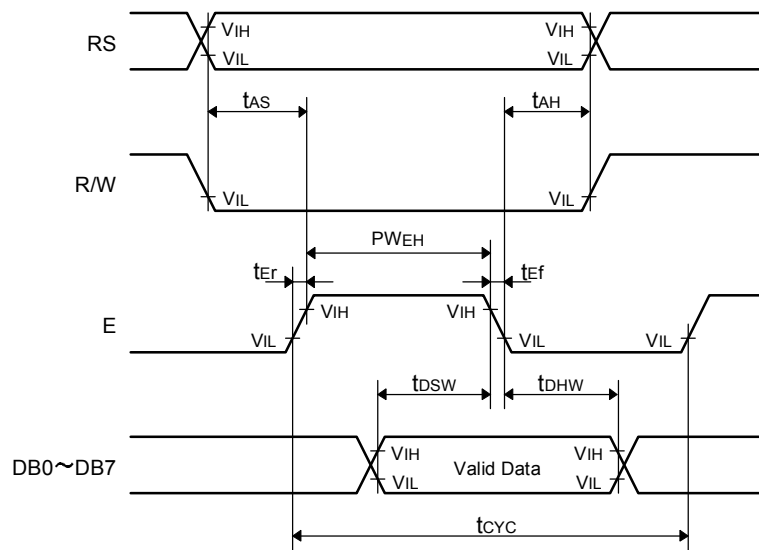 RS
VIH
VIH
VIL
VIL
tAS
tAH
R/W
VIL
VIL
PWEH
tEr
tEf
E
VIH
VIH
VIL
VIL
VIL
tDSW
tDHW
DB0～DB7
VIH
Valid Data
VIH
VIL
VIL
tCYC